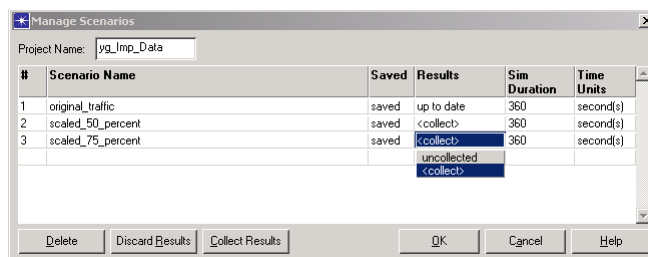 Manage Scenarios
Project Name: yg_Imp_Data
# Scenario Name Saved Results Sim Duration Time Units
1 original_traffic saved up to date 360 second(s)
2 scaled_50_percent saved <collect> 360 second(s)
3 scaled_75_percent saved <collect> 360 second(s)
uncollected
<collect>
Delete Discard Results Collect Results OK Cancel Help